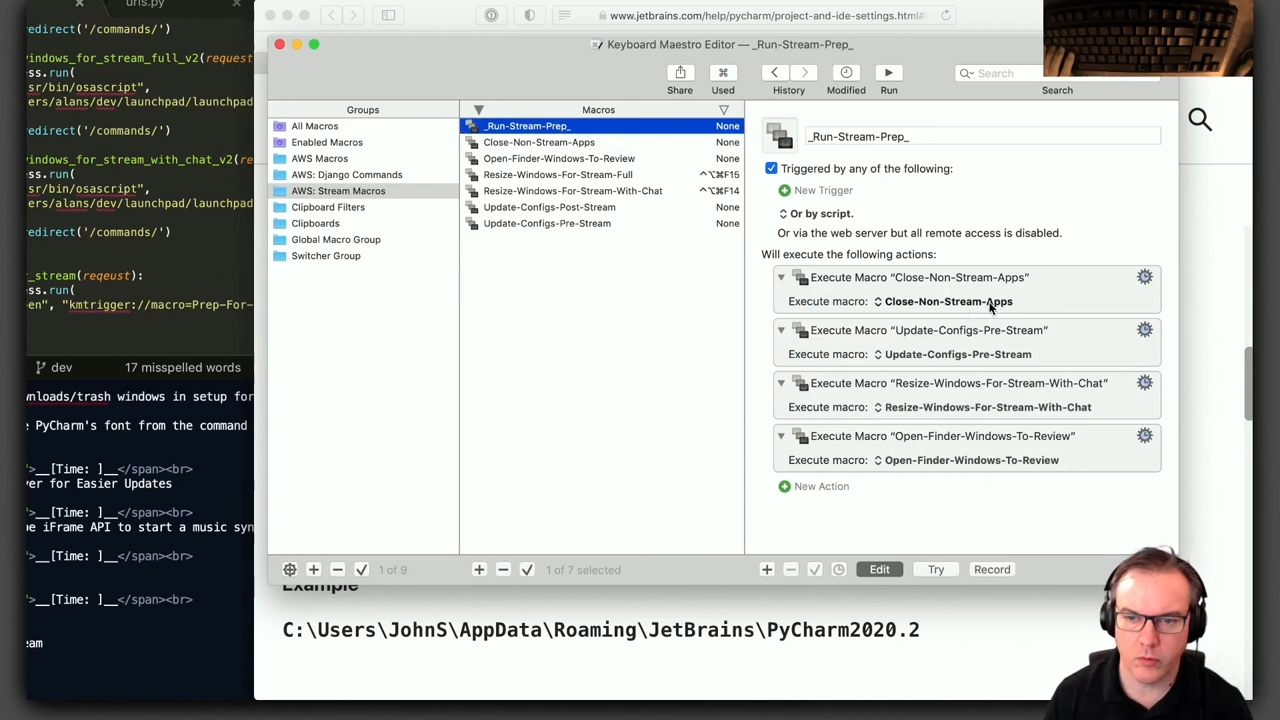 urls.py
edirect('/commands/')
indows_for_stream_full_v2(request
ss.run(
sr/bin/osascript",
ers/alans/dev/launchpad/launchpad
edirect('/commands/')
indows_for_stream_with_chat_v2(re
ss.run(
sr/bin/osascript",
ers/alans/dev/launchpad/launchpad
edirect('/commands/')
r_stream(reqeust):
ss.run(
en", "kmtrigger://macro=Prep-For-
dev
17 misspelled words
wnloads/trash windows in setup for
e PyCharm's font from the command
">__[Time: ]__</span><br>
ver for Easier Updates
">__[Time: ]__</span><br>
be iFrame API to start a music syn
">__[Time: ]__</span><br>
">__[Time: ]__</span><br>
eam
www.jetbrains.com/help/pycharm/project-and-ide-settings.html#
Keyboard Maestro Editor — _Run-Stream-Prep_
Share
Used
History
Modified
Run
Search
Search
Groups
All Macros
Enabled Macros
AWS Macros
AWS: Django Commands
AWS: Stream Macros
Clipboard Filters
Clipboards
Global Macro Group
Switcher Group
1 of 9
Macros
_Run-Stream-Prep_ None
Close-Non-Stream-Apps None
Open-Finder-Windows-To-Review None
Resize-Windows-For-Stream-Full ^⌥⌘F15
Resize-Windows-For-Stream-With-Chat ^⌥⌘F14
Update-Configs-Post-Stream None
Update-Configs-Pre-Stream None
1 of 7 selected
_Run-Stream-Prep_
Triggered by any of the following:
New Trigger
Or by script.
Or via the web server but all remote access is disabled.
Will execute the following actions:
Execute Macro “Close-Non-Stream-Apps”
Execute macro: Close-Non-Stream-Apps
Execute Macro “Update-Configs-Pre-Stream”
Execute macro: Update-Configs-Pre-Stream
Execute Macro “Resize-Windows-For-Stream-With-Chat”
Execute macro: Resize-Windows-For-Stream-With-Chat
Execute Macro “Open-Finder-Windows-To-Review”
Execute macro: Open-Finder-Windows-To-Review
New Action
Edit
Try
Record
Example
C:\Users\JohnS\AppData\Roaming\JetBrains\PyCharm2020.2